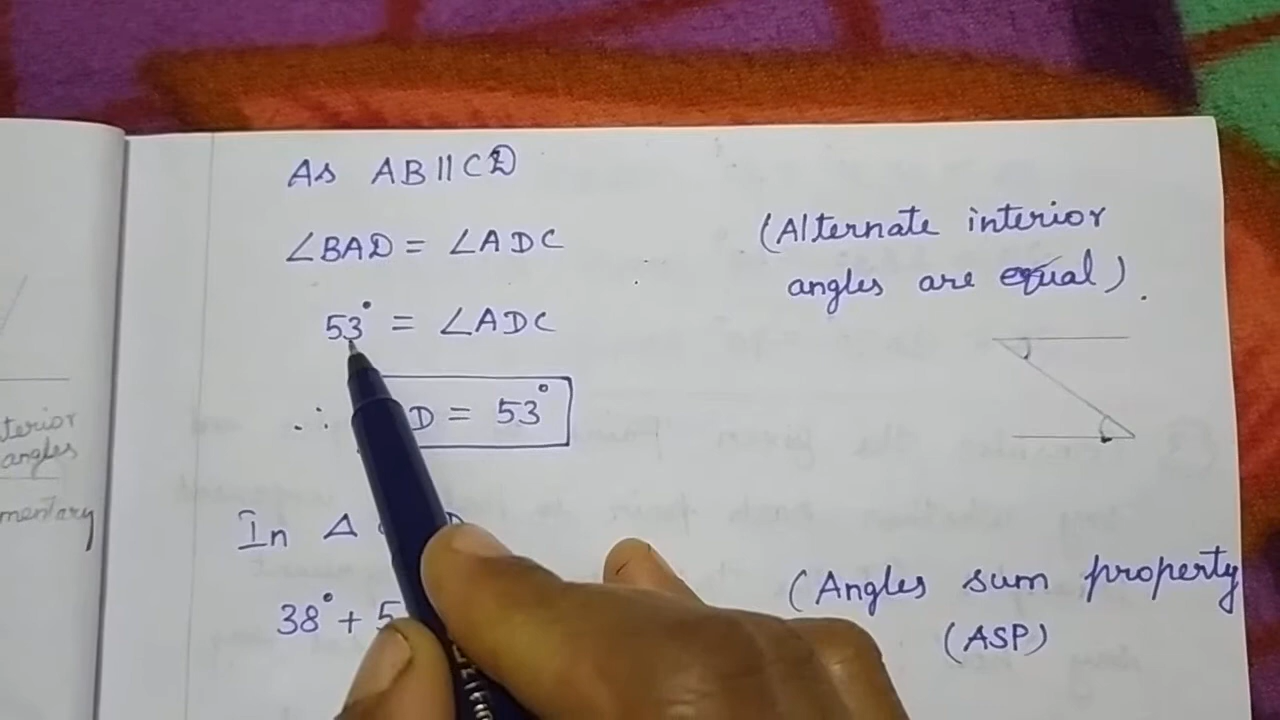 As AB||CD
∠BAD = ∠ADC
(Alternate interior
angles are equal).
53° = ∠ADC
∴ D = 53°
In Δ
38° + 5
(Angles sum property
(ASP)
terior
angles
mentary